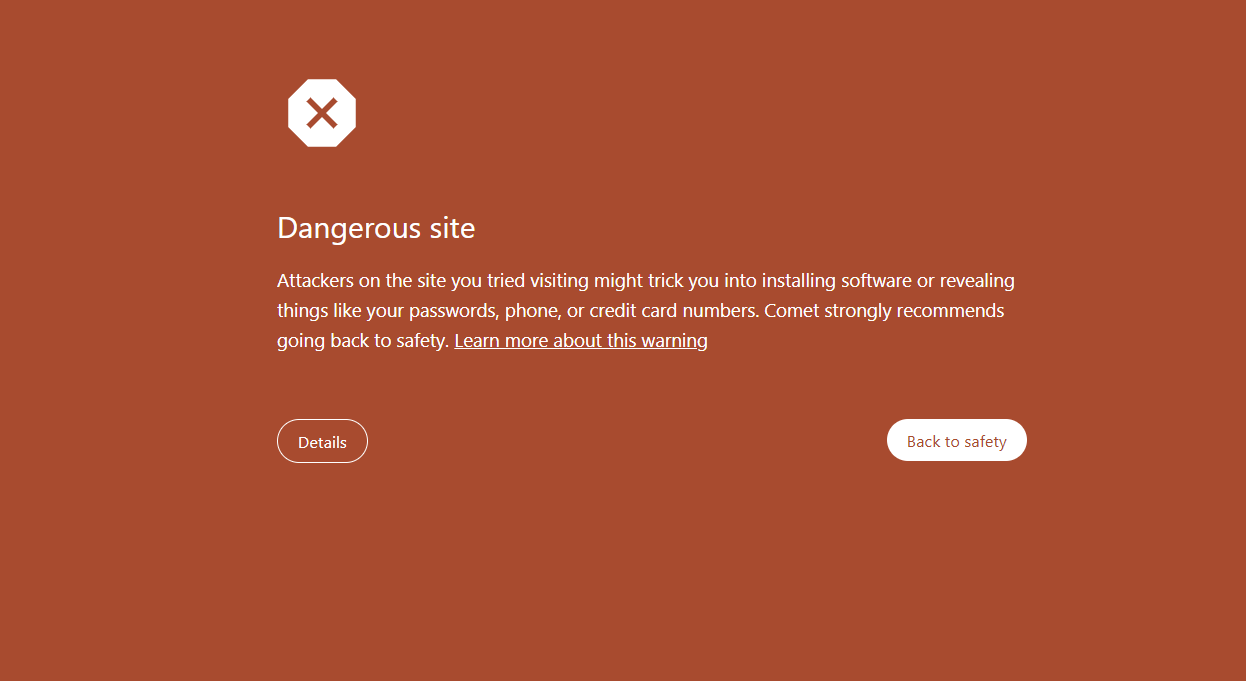 Dangerous site
Attackers on the site you tried visiting might trick you into installing software or revealing
things like your passwords, phone, or credit card numbers. Comet strongly recommends
going back to safety. Learn more about this warning
Details
Back to safety